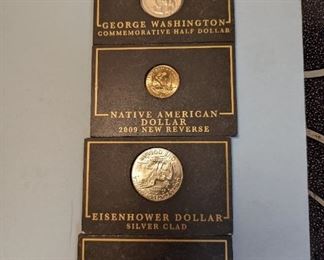 GEORGE WASHINGTON
COMMEMORATIVE HALF DOLLAR
NATIVE AMERICAN
DOLLAR
2009 NEW REVERSE
EISENHOWER DOLLAR
SILVER CLAD